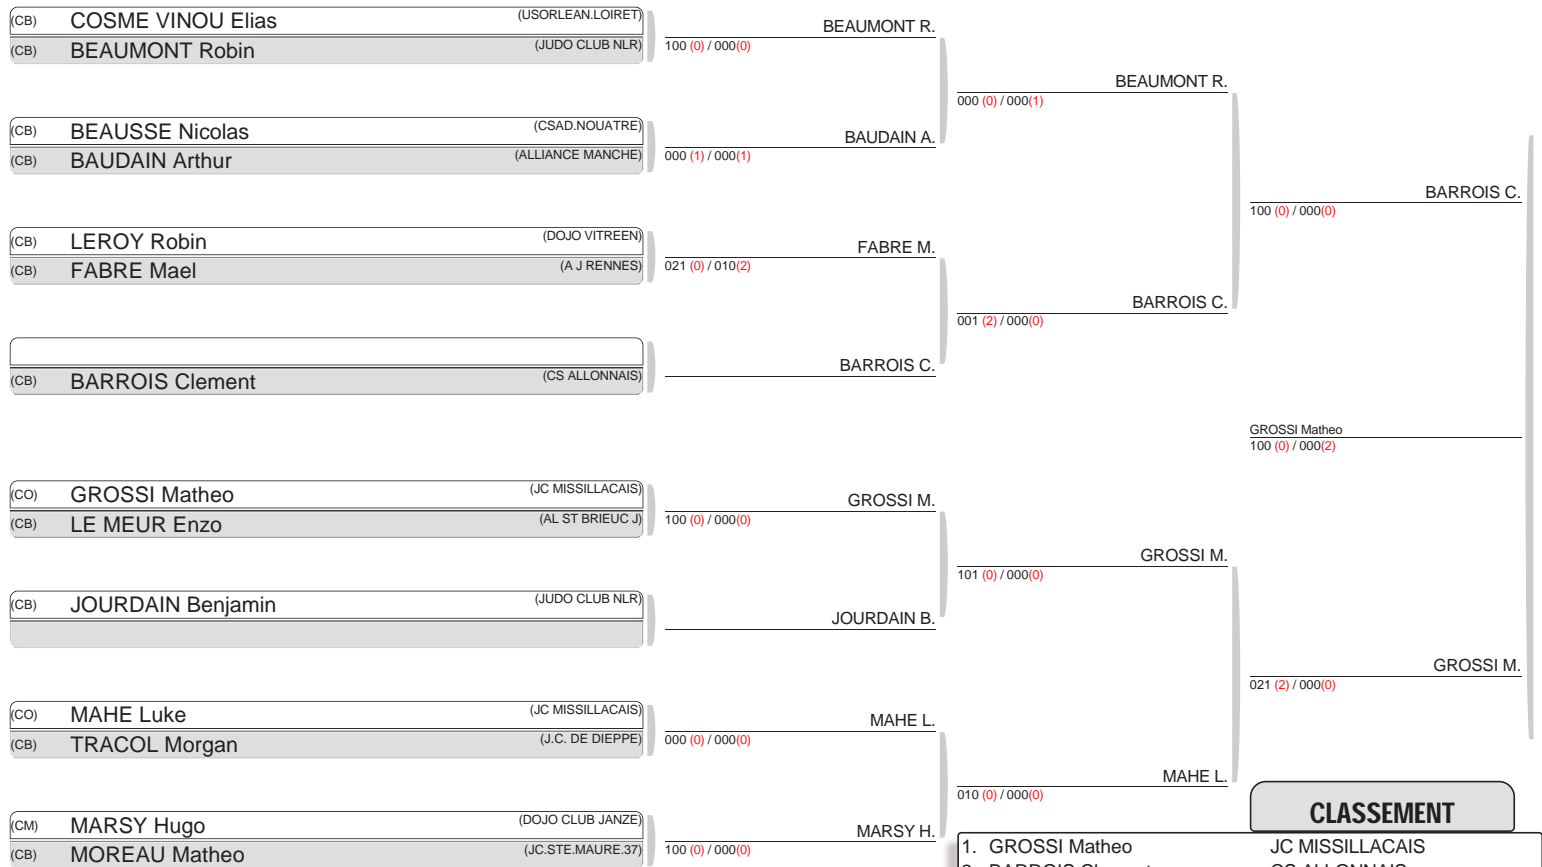 (CB) COSME VINOU Elias (USORLEAN.LOIRET)
(CB) BEAUMONT Robin (JUDO CLUB NLR)
BEAUMONT R.
100 (0) / 000(0)
BEAUMONT R.
000 (0) / 000(1)
(CB) BEAUSSE Nicolas (CSAD.NOUATRE)
(CB) BAUDAIN Arthur (ALLIANCE MANCHE)
BAUDAIN A.
000 (1) / 000(1)
BARROIS C.
100 (0) / 000(0)
(CB) LEROY Robin (DOJO VITREEN)
(CB) FABRE Mael (A J RENNES)
FABRE M.
021 (0) / 010(2)
BARROIS C.
001 (2) / 000(0)
(CB) BARROIS Clement (CS ALLONNAIS)
BARROIS C.
GROSSI Matheo
100 (0) / 000(2)
(CO) GROSSI Matheo (JC MISSILLACAIS)
(CB) LE MEUR Enzo (AL ST BRIEUC J)
GROSSI M.
100 (0) / 000(0)
GROSSI M.
101 (0) / 000(0)
(CB) JOURDAIN Benjamin (JUDO CLUB NLR)
JOURDAIN B.
GROSSI M.
021 (2) / 000(0)
(CO) MAHE Luke (JC MISSILLACAIS)
(CB) TRACOL Morgan (J.C. DE DIEPPE)
MAHE L.
000 (0) / 000(0)
MAHE L.
010 (0) / 000(0)
(CM) MARSY Hugo (DOJO CLUB JANZE)
(CB) MOREAU Matheo (JC.STE.MAURE.37)
MARSY H.
100 (0) / 000(0)
CLASSEMENT
1. GROSSI Matheo JC MISSILLACAIS